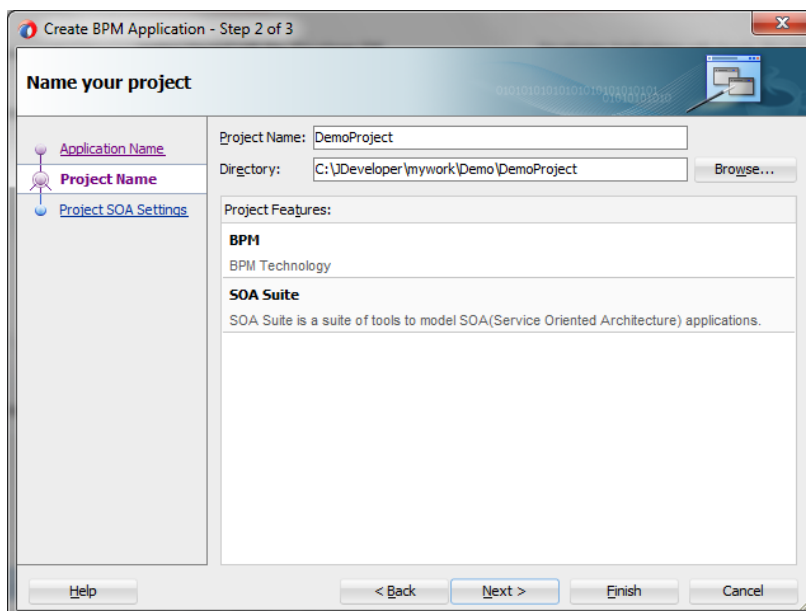 Create BPM Application - Step 2 of 3
Name your project
Application Name
Project Name
Project SOA Settings
Project Name: DemoProject
Directory: C:\JDeveloper\mywork\Demo\DemoProject Browse...
Project Features:
BPM
BPM Technology
SOA Suite
SOA Suite is a suite of tools to model SOA(Service Oriented Architecture) applications.
Help < Back Next > Finish Cancel